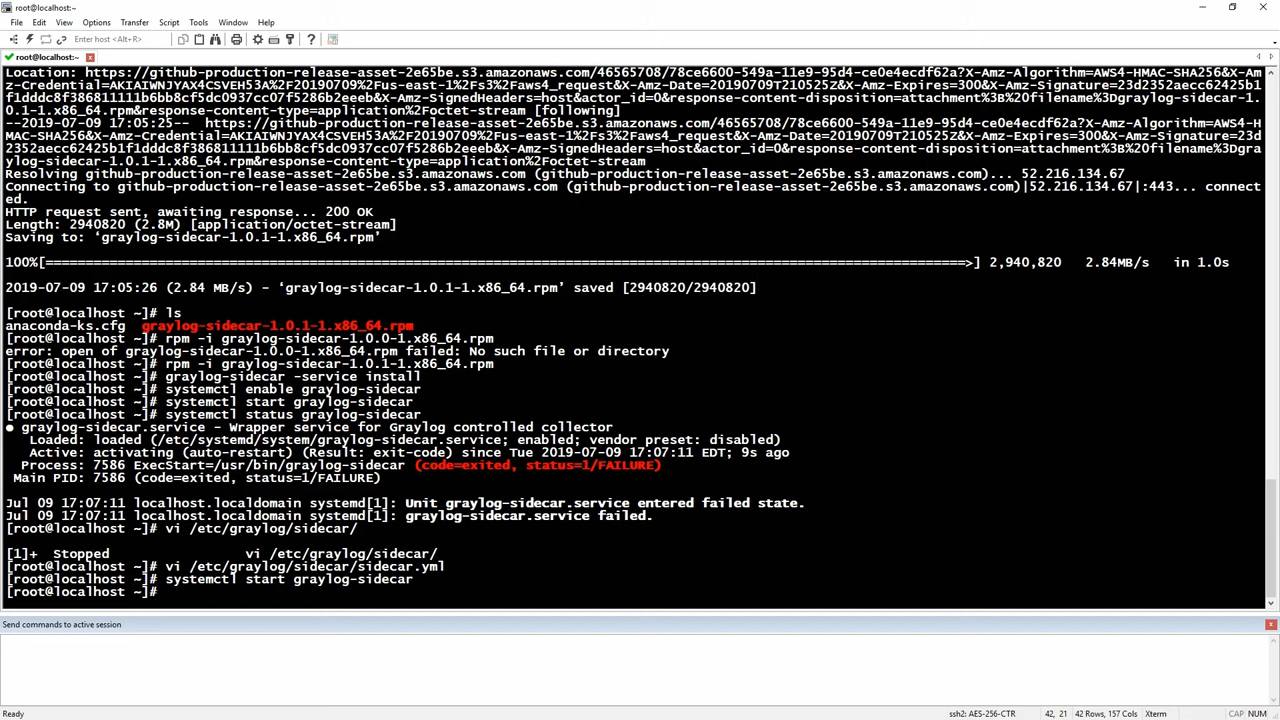 root@localhost:~
File Edit View Options Transfer Script Tools Window Help
Enter host <Alt+R>
root@localhost:~
Location: https://github-production-release-asset-2e65be.s3.amazonaws.com/46565708/78ce6600-549a-11e9-95d4-ce0e4ecdf62a?X-Amz-Algorithm=AWS4-HMAC-SHA256&X-Am
z-Credential=AKIAIWNJYAX4CSVEH53A%2F20190709%2Fus-east-1%2Fs3%2Faws4_request&X-Amz-Date=20190709T210525Z&X-Amz-Expires=300&X-Amz-Signature=23d2352aecc62425b1
f1dddc8f386811111b6bb8cf5dc0937cc07f5286b2eeeb&X-Amz-SignedHeaders=host&actor_id=0&response-content-disposition=attachment%3B%20filename%3Dgraylog-sidecar-1.
0.1-1.x86_64.rpm&response-content-type=application%2Foctet-stream [following]
--2019-07-09 17:05:25-- https://github-production-release-asset-2e65be.s3.amazonaws.com/46565708/78ce6600-549a-11e9-95d4-ce0e4ecdf62a?X-Amz-Algorithm=AWS4-H
MAC-SHA256&X-Amz-Credential=AKIAIWNJYAX4CSVEH53A%2F20190709%2Fus-east-1%2Fs3%2Faws4_request&X-Amz-Date=20190709T210525Z&X-Amz-Expires=300&X-Amz-Signature=23d
2352aecc62425b1f1dddc8f386811111b6bb8cf5dc0937cc07f5286b2eeeb&X-Amz-SignedHeaders=host&actor_id=0&response-content-disposition=attachment%3B%20filename%3Dgra
ylog-sidecar-1.0.1-1.x86_64.rpm&response-content-type=application%2Foctet-stream
Resolving github-production-release-asset-2e65be.s3.amazonaws.com (github-production-release-asset-2e65be.s3.amazonaws.com)... 52.216.134.67
Connecting to github-production-release-asset-2e65be.s3.amazonaws.com (github-production-release-asset-2e65be.s3.amazonaws.com)|52.216.134.67|:443... connect
ed.
HTTP request sent, awaiting response... 200 OK
Length: 2940820 (2.8M) [application/octet-stream]
Saving to: ‘graylog-sidecar-1.0.1-1.x86_64.rpm’
100%[=====================================================================================================================>] 2,940,820 2.84MB/s in 1.0s
2019-07-09 17:05:26 (2.84 MB/s) - ‘graylog-sidecar-1.0.1-1.x86_64.rpm’ saved [2940820/2940820]
[root@localhost ~]# ls
anaconda-ks.cfg graylog-sidecar-1.0.1-1.x86_64.rpm
[root@localhost ~]# rpm -i graylog-sidecar-1.0.0-1.x86_64.rpm
error: open of graylog-sidecar-1.0.0-1.x86_64.rpm failed: No such file or directory
[root@localhost ~]# rpm -i graylog-sidecar-1.0.1-1.x86_64.rpm
[root@localhost ~]# graylog-sidecar -service install
[root@localhost ~]# systemctl enable graylog-sidecar
[root@localhost ~]# systemctl start graylog-sidecar
[root@localhost ~]# systemctl status graylog-sidecar
● graylog-sidecar.service - Wrapper service for Graylog controlled collector
Loaded: loaded (/etc/systemd/system/graylog-sidecar.service; enabled; vendor preset: disabled)
Active: activating (auto-restart) (Result: exit-code) since Tue 2019-07-09 17:07:11 EDT; 9s ago
Process: 7586 ExecStart=/usr/bin/graylog-sidecar (code=exited, status=1/FAILURE)
Main PID: 7586 (code=exited, status=1/FAILURE)
Jul 09 17:07:11 localhost.localdomain systemd[1]: Unit graylog-sidecar.service entered failed state.
Jul 09 17:07:11 localhost.localdomain systemd[1]: graylog-sidecar.service failed.
[root@localhost ~]# vi /etc/graylog/sidecar/
[1]+ Stopped vi /etc/graylog/sidecar/
[root@localhost ~]# vi /etc/graylog/sidecar/sidecar.yml
[root@localhost ~]# systemctl start graylog-sidecar
[root@localhost ~]#
Send commands to active session
Ready ssh2: AES-256-CTR 42, 21 42 Rows, 157 Cols Xterm CAP NUM